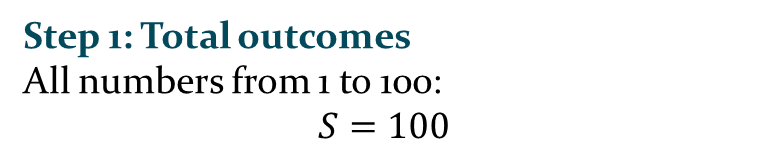 Step 1: Total outcomes
All numbers from 1 to 100:
𝑆 = 100